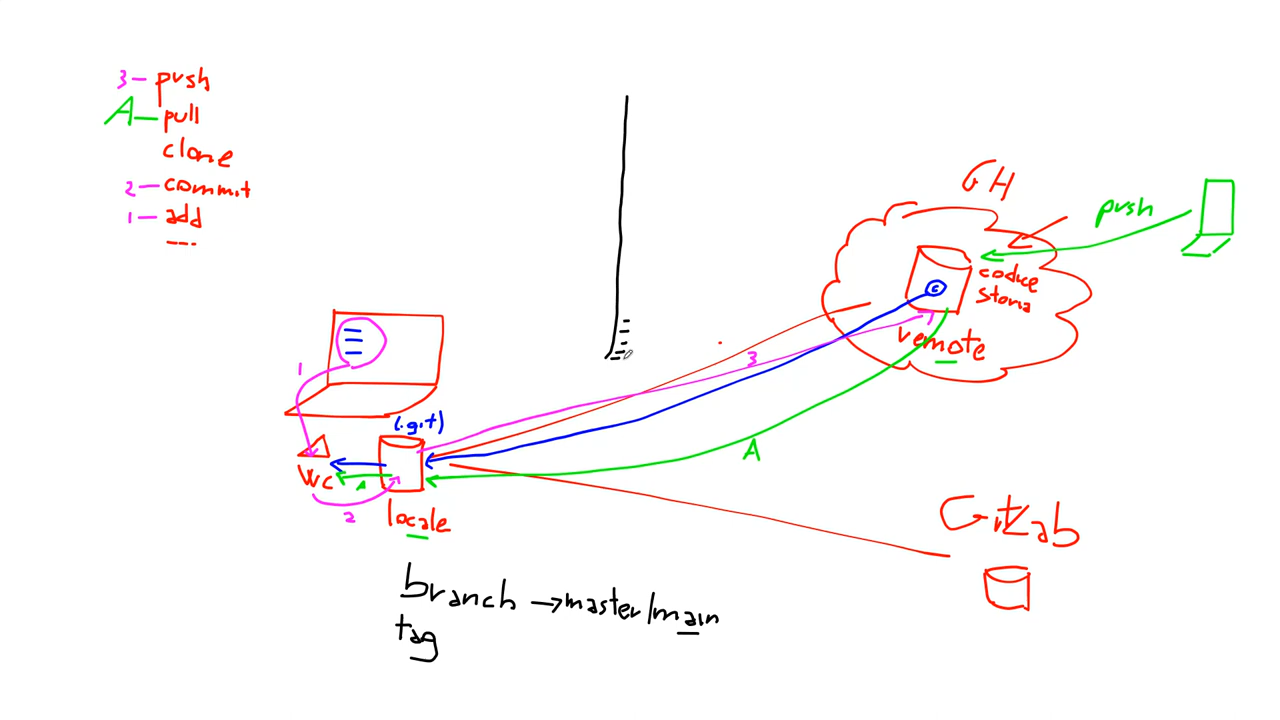 3 — push
A — pull
clone
2 — commit
1 — add
---
GH
push
codice
storia
c
remote
3
1
(.git)
A
WC
A
2
locale
GitLab
branch → master/main
tag